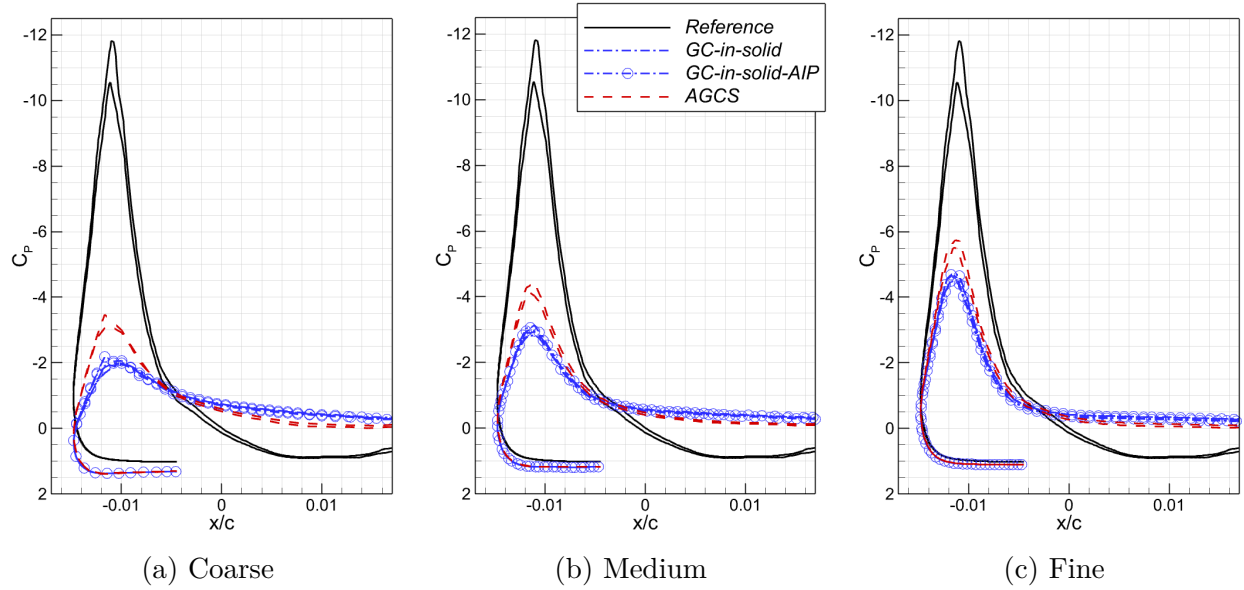 -12
-10
-8
-6
-4
-2
0
2
C_P
-0.01
0
0.01
x/c
(a) Coarse
-12
-10
-8
-6
-4
-2
0
2
C_P
-0.01
0
0.01
x/c
(b) Medium
Reference
GC-in-solid
GC-in-solid-AIP
AGCS
-12
-10
-8
-6
-4
-2
0
2
C_P
-0.01
0
0.01
x/c
(c) Fine